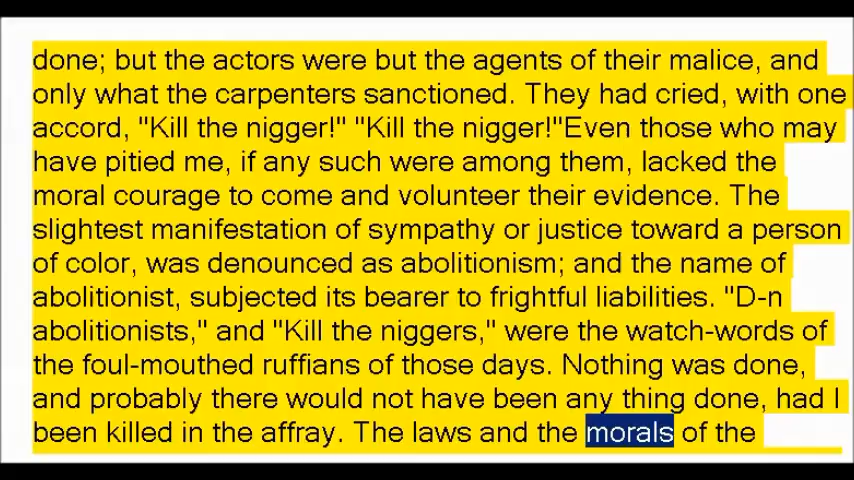 done; but the actors were but the agents of their malice, and
only what the carpenters sanctioned. They had cried, with one
accord, "Kill the nigger!" "Kill the nigger!"Even those who may
have pitied me, if any such were among them, lacked the
moral courage to come and volunteer their evidence. The
slightest manifestation of sympathy or justice toward a person
of color, was denounced as abolitionism; and the name of
abolitionist, subjected its bearer to frightful liabilities. "D-n
abolitionists," and "Kill the niggers," were the watch-words of
the foul-mouthed ruffians of those days. Nothing was done,
and probably there would not have been any thing done, had I
been killed in the affray. The laws and the morals of the